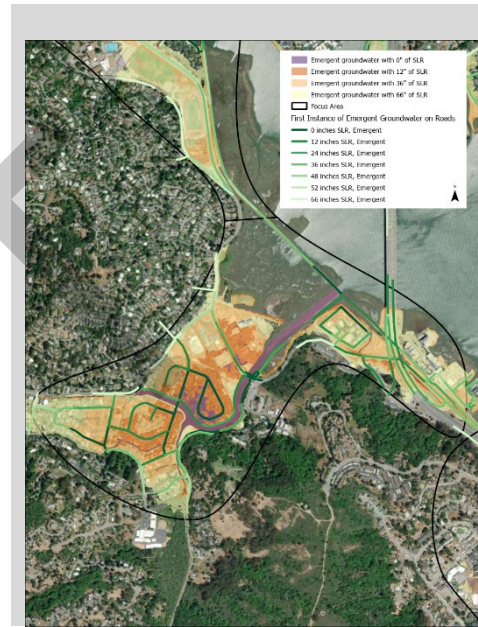 Emergent groundwater with 0" of SLR
Emergent groundwater with 12" of SLR
Emergent groundwater with 36" of SLR
Emergent groundwater with 66" of SLR
Focus Area
First Instance of Emergent Groundwater on Roads
0 inches SLR, Emergent
12 inches SLR, Emergent
24 inches SLR, Emergent
36 inches SLR, Emergent
48 inches SLR, Emergent
52 inches SLR, Emergent
66 inches SLR, Emergent
N